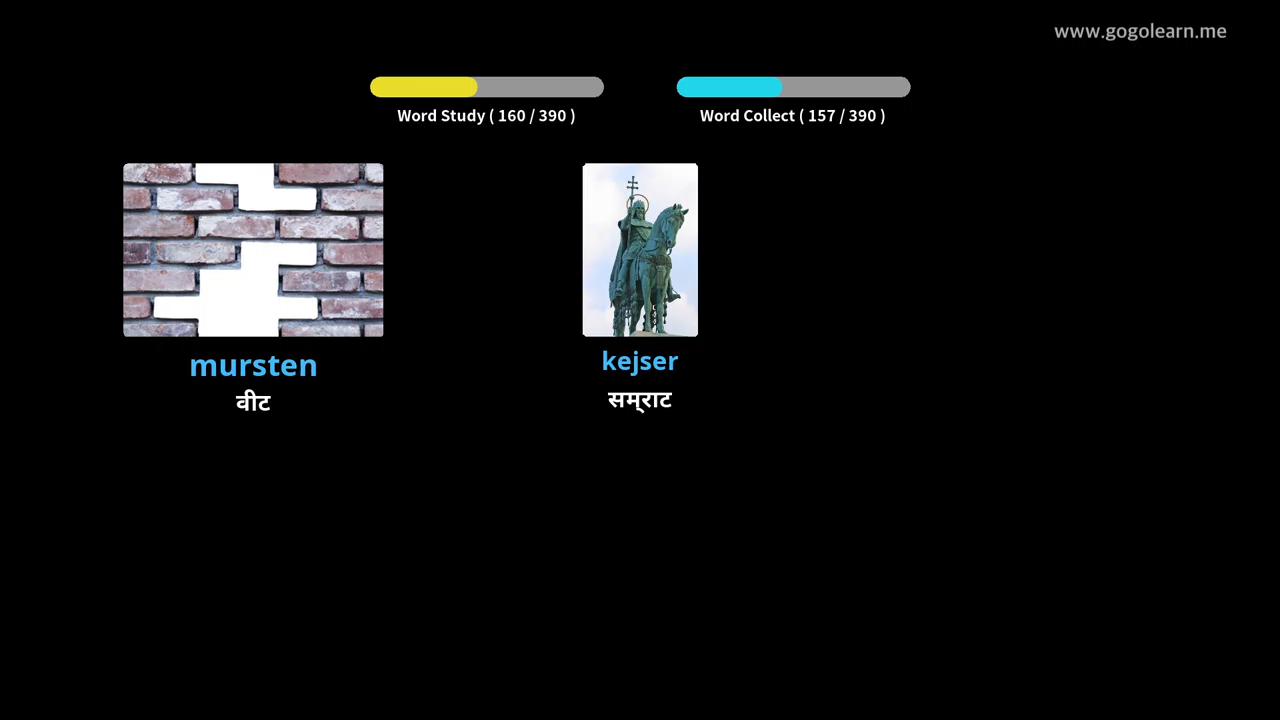 www.gogolearn.me
Word Study ( 160 / 390 )
Word Collect ( 157 / 390 )
mursten
वीट
kejser
सम्राट